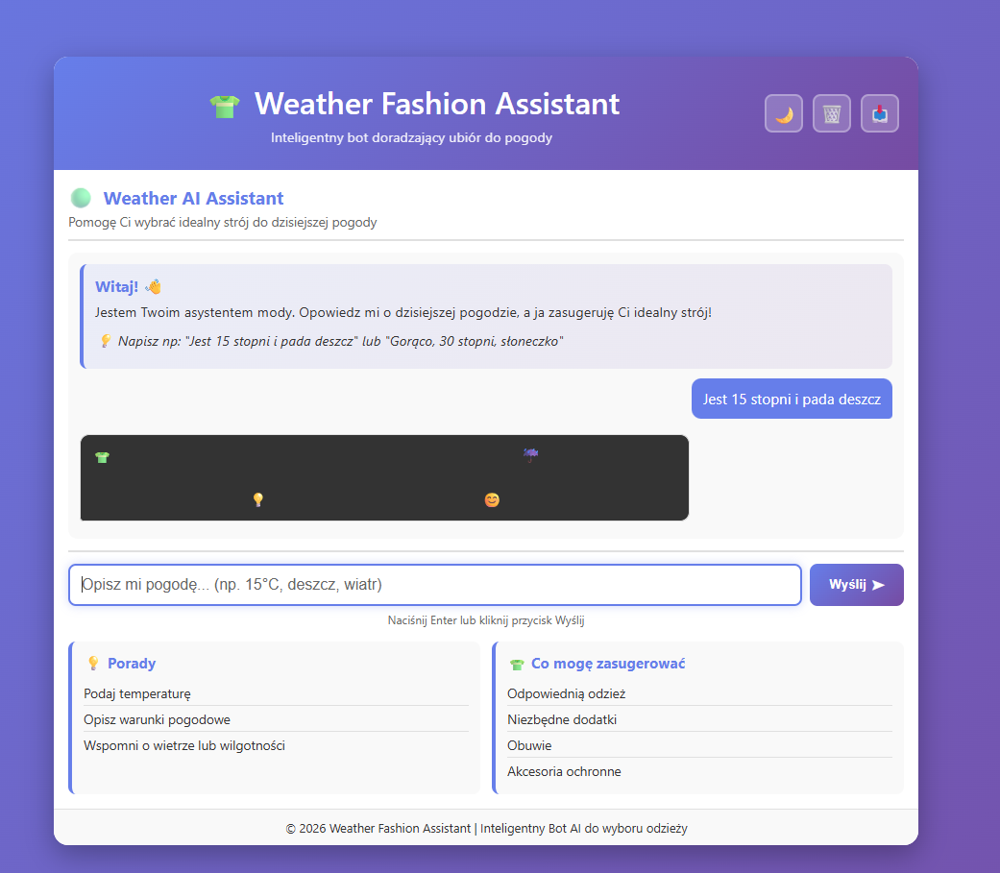 Weather Fashion Assistant
Inteligentny bot doradzający ubiór do pogody
Weather AI Assistant
Pomogę Ci wybrać idealny strój do dzisiejszej pogody
Witaj! 👋
Jestem Twoim asystentem mody. Opowiedz mi o dzisiejszej pogodzie, a ja zasugeruję Ci idealny strój!
💡 Napisz np: "Jest 15 stopni i pada deszcz" lub "Gorąco, 30 stopni, słoneczko"
Jest 15 stopni i pada deszcz
Opisz mi pogodę... (np. 15°C, deszcz, wiatr)
Wyślij ➤
Naciśnij Enter lub kliknij przycisk Wyślij
💡 Porady
Podaj temperaturę
Opisz warunki pogodowe
Wspomni o wietrze lub wilgotności
👕 Co mogę zasugerować
Odpowiednią odzież
Niezbędne dodatki
Obuwie
Akcesoria ochronne
© 2026 Weather Fashion Assistant | Inteligentny Bot AI do wyboru odzieży